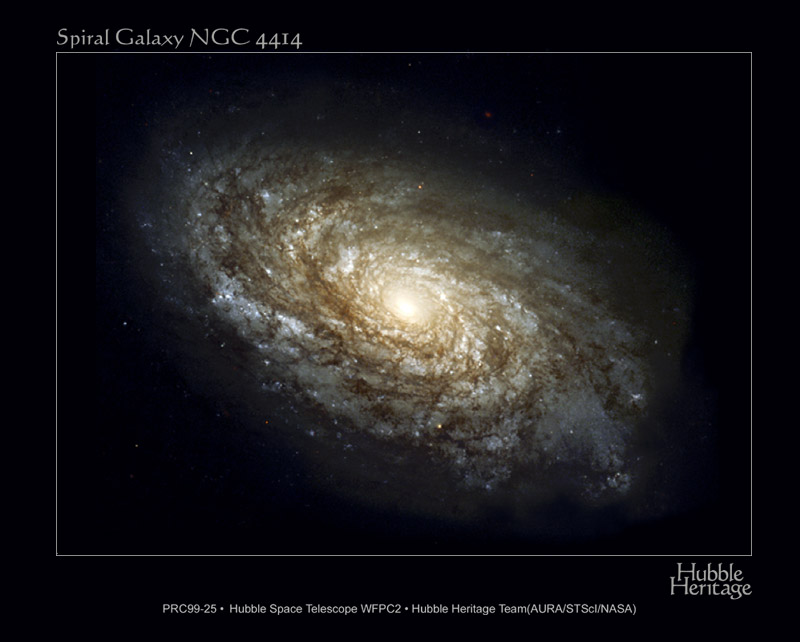 Spiral Galaxy NGC 4414
Hubble
Heritage
PRC99-25 • Hubble Space Telescope WFPC2 • Hubble Heritage Team(AURA/STScI/NASA)